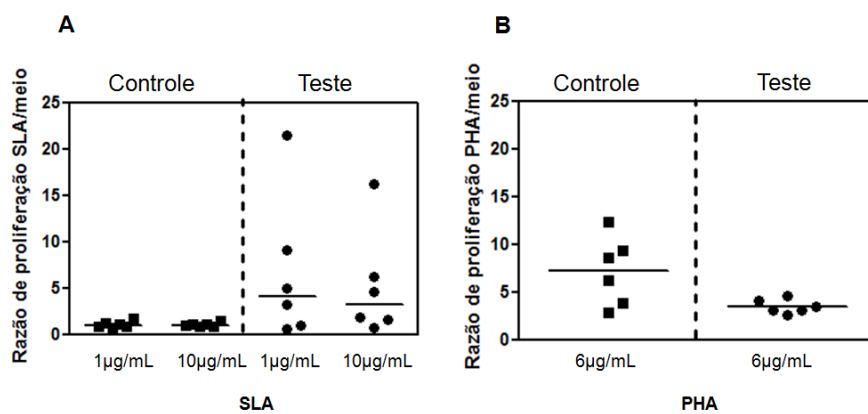 A
Controle
Teste
Razão de proliferação SLA/meio
25
20
15
10
5
0
1µg/mL
10µg/mL
1µg/mL
10µg/mL
SLA
B
Controle
Teste
Razão de proliferação PHA/meio
25
20
15
10
5
0
6µg/mL
6µg/mL
PHA